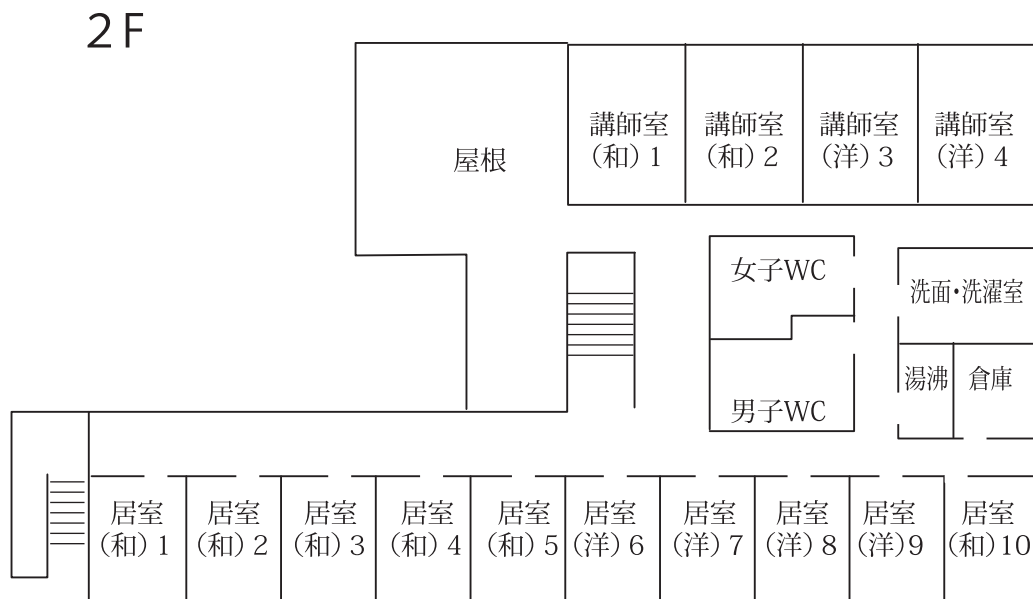 2F
講師室
(和) 1
講師室
(和) 2
講師室
(洋) 3
講師室
(洋) 4
屋根
女子WC
洗面・洗濯室
湯沸
倉庫
男子WC
居室
(和) 1
居室
(和) 2
居室
(和) 3
居室
(和) 4
居室
(和) 5
居室
(洋) 6
居室
(洋) 7
居室
(洋) 8
居室
(洋) 9
居室
(和) 10